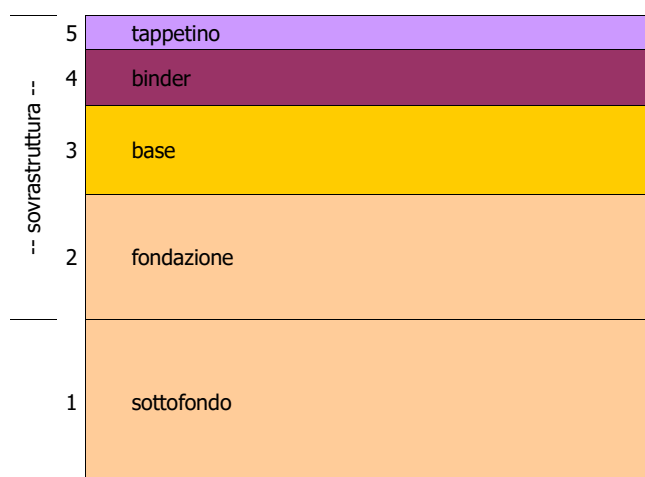 5 tappetino
4 binder
3 base
2 fondazione
1 sottofondo
-- sovrastruttura --